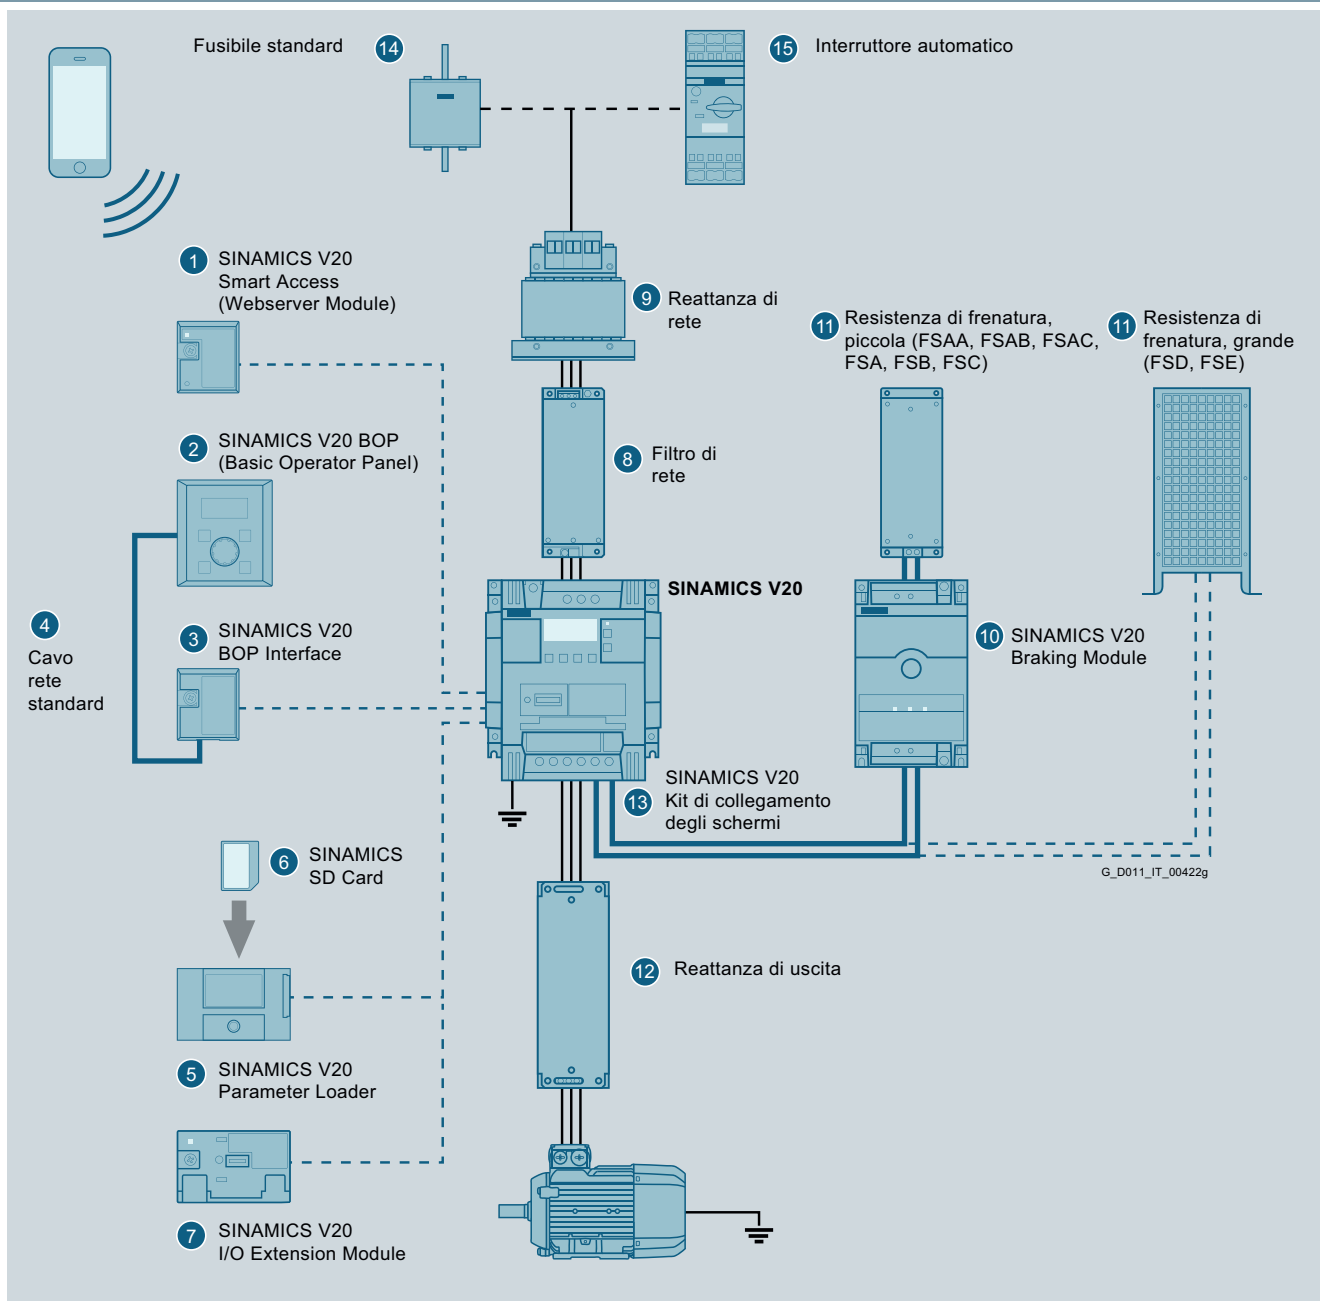 Fusibile standard
14
15
Interruttore automatico
1
SINAMICS V20
Smart Access
(Webserver Module)
9
Reattanza di
rete
11
Resistenza di frenatura,
piccola (FSAA, FSAB, FSAC,
FSA, FSB, FSC)
11
Resistenza di
frenatura, grande
(FSD, FSE)
2
SINAMICS V20 BOP
(Basic Operator Panel)
8
Filtro di
rete
SINAMICS V20
4
Cavo
rete
standard
3
SINAMICS V20
BOP Interface
10
SINAMICS V20
Braking Module
13
SINAMICS V20
Kit di collegamento
degli schermi
6
SINAMICS
SD Card
G_D011_IT_00422g
12
Reattanza di uscita
5
SINAMICS V20
Parameter Loader
7
SINAMICS V20
I/O Extension Module